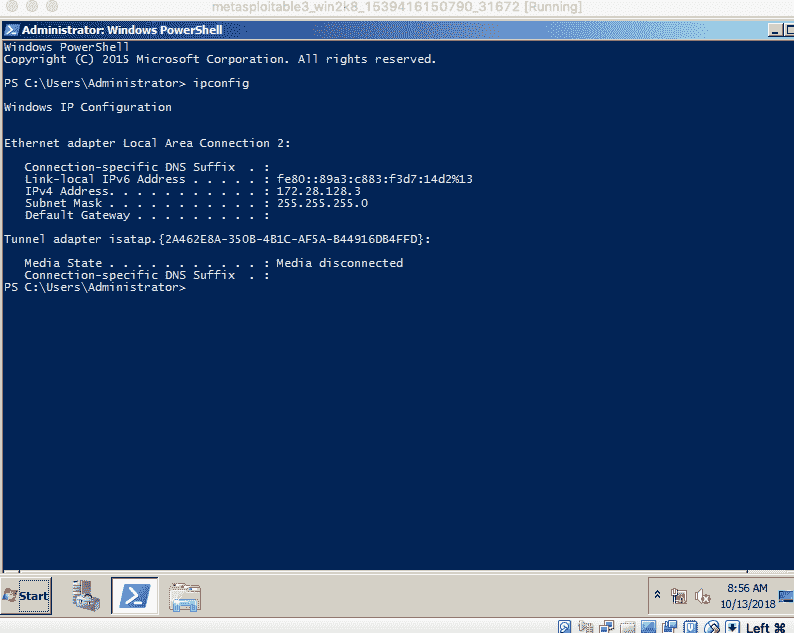 metasploitable3_win2k8_1539416150790_31672 [Running]
Administrator: Windows PowerShell
Windows PowerShell
Copyright (C) 2015 Microsoft Corporation. All rights reserved.
PS C:\Users\Administrator> ipconfig
Windows IP Configuration
Ethernet adapter Local Area Connection 2:
Connection-specific DNS Suffix  . :
Link-local IPv6 Address . . . . . : fe80::89a3:c883:f3d7:14d2%13
IPv4 Address. . . . . . . . . . . : 172.28.128.3
Subnet Mask . . . . . . . . . . . : 255.255.255.0
Default Gateway . . . . . . . . . :
Tunnel adapter isatap.{2A462E8A-350B-4B1C-AF5A-B44916DB4FFD}:
Media State . . . . . . . . . . . : Media disconnected
Connection-specific DNS Suffix  . :
PS C:\Users\Administrator>
Start
8:56 AM
10/13/2018
Left ⌘